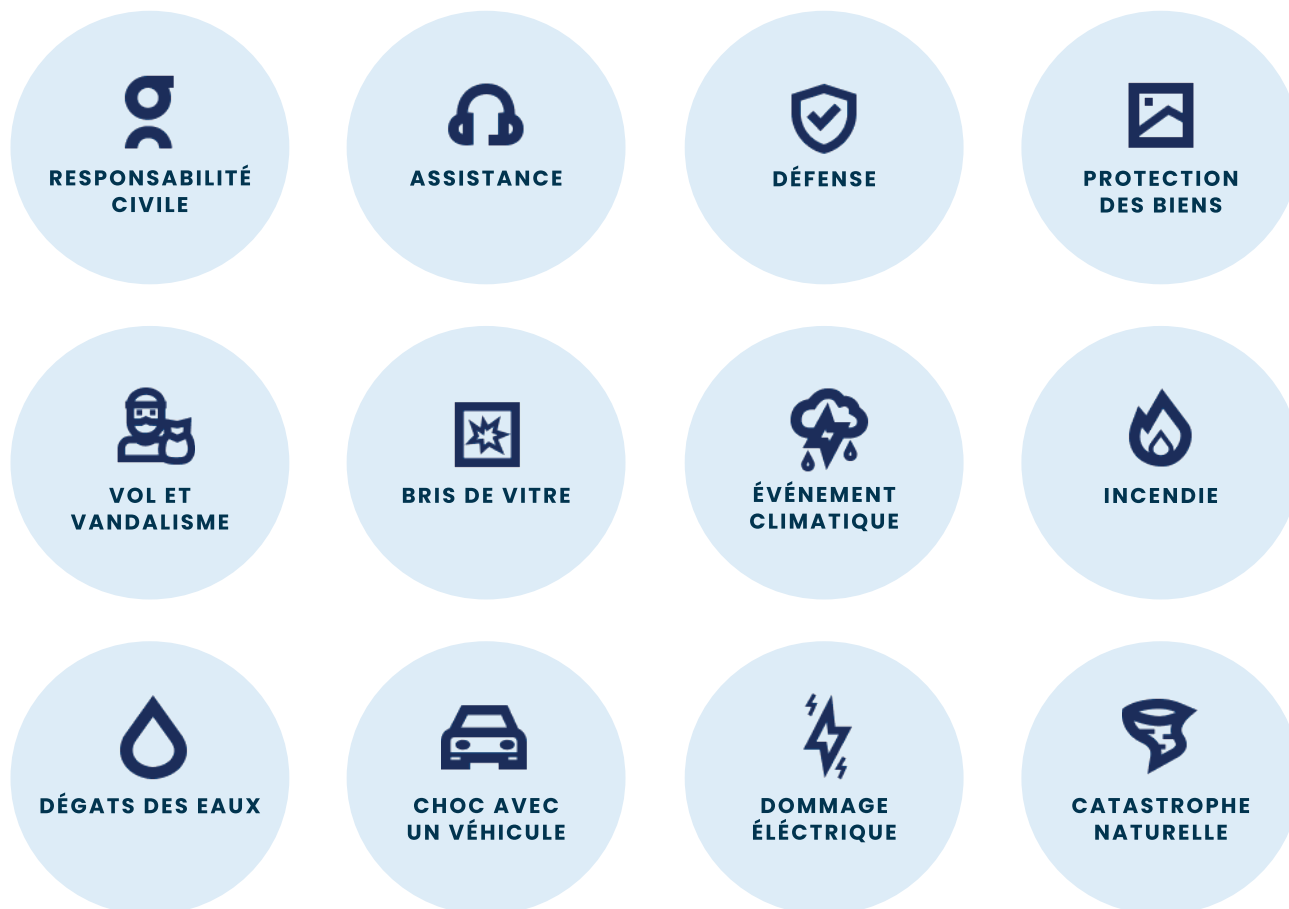 RESPONSABILITÉ
CIVILE
ASSISTANCE
DÉFENSE
PROTECTION
DES BIENS
VOL ET
VANDALISME
BRIS DE VITRE
ÉVÉNEMENT
CLIMATIQUE
INCENDIE
DÉGATS DES EAUX
CHOC AVEC
UN VÉHICULE
DOMMAGE
ÉLÉCTRIQUE
CATASTROPHE
NATURELLE